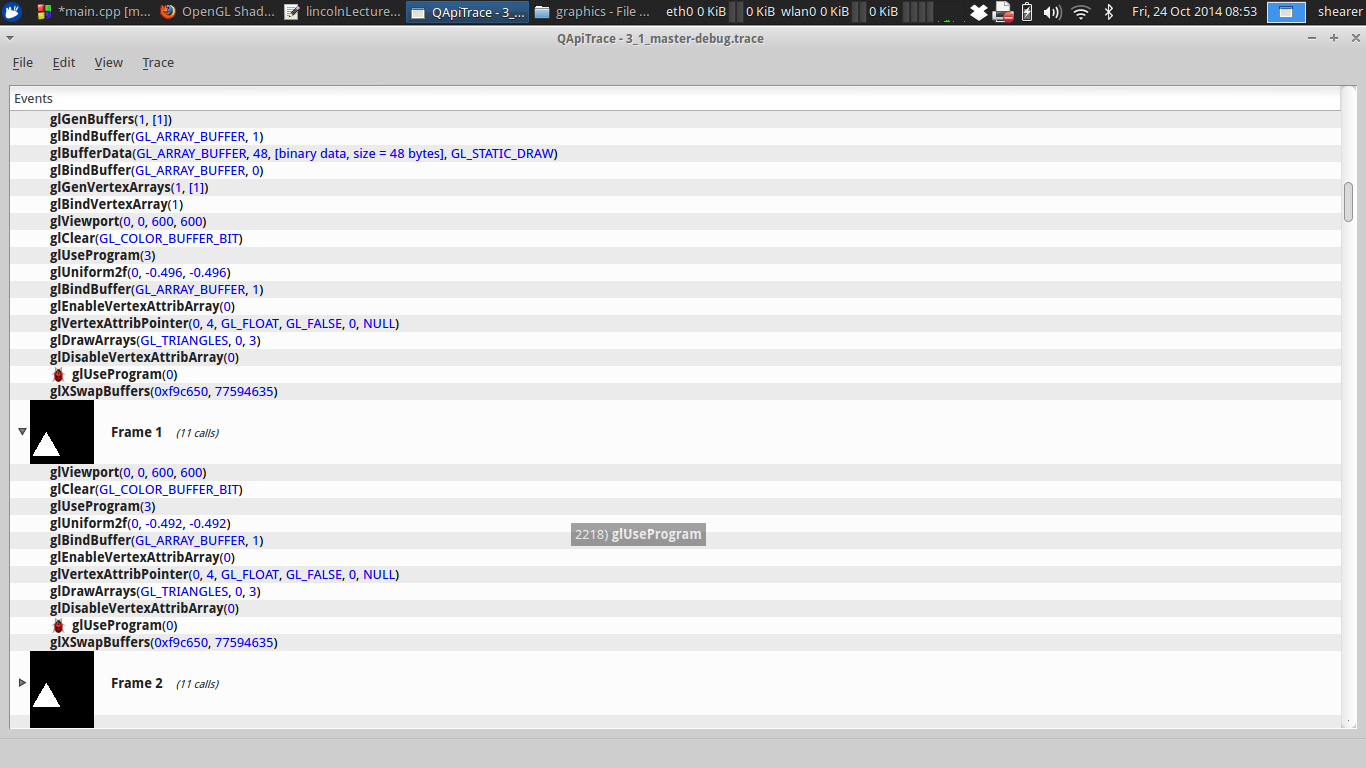 *main.cpp [m... OpenGL Shad... lincolnLecture... QApiTrace - 3_... graphics - File ... eth0 0 KiB 0 KiB wlan0 0 KiB 0 KiB Fri, 24 Oct 2014 08:53 shearer
QApiTrace - 3_1_master-debug.trace
File Edit View Trace
Events
glGenBuffers(1, [1])
glBindBuffer(GL_ARRAY_BUFFER, 1)
glBufferData(GL_ARRAY_BUFFER, 48, [binary data, size = 48 bytes], GL_STATIC_DRAW)
glBindBuffer(GL_ARRAY_BUFFER, 0)
glGenVertexArrays(1, [1])
glBindVertexArray(1)
glViewport(0, 0, 600, 600)
glClear(GL_COLOR_BUFFER_BIT)
glUseProgram(3)
glUniform2f(0, -0.496, -0.496)
glBindBuffer(GL_ARRAY_BUFFER, 1)
glEnableVertexAttribArray(0)
glVertexAttribPointer(0, 4, GL_FLOAT, GL_FALSE, 0, NULL)
glDrawArrays(GL_TRIANGLES, 0, 3)
glDisableVertexAttribArray(0)
glUseProgram(0)
glXSwapBuffers(0xf9c650, 77594635)
Frame 1 (11 calls)
glViewport(0, 0, 600, 600)
glClear(GL_COLOR_BUFFER_BIT)
glUseProgram(3)
glUniform2f(0, -0.492, -0.492)
2218) glUseProgram
glBindBuffer(GL_ARRAY_BUFFER, 1)
glEnableVertexAttribArray(0)
glVertexAttribPointer(0, 4, GL_FLOAT, GL_FALSE, 0, NULL)
glDrawArrays(GL_TRIANGLES, 0, 3)
glDisableVertexAttribArray(0)
glUseProgram(0)
glXSwapBuffers(0xf9c650, 77594635)
Frame 2 (11 calls)